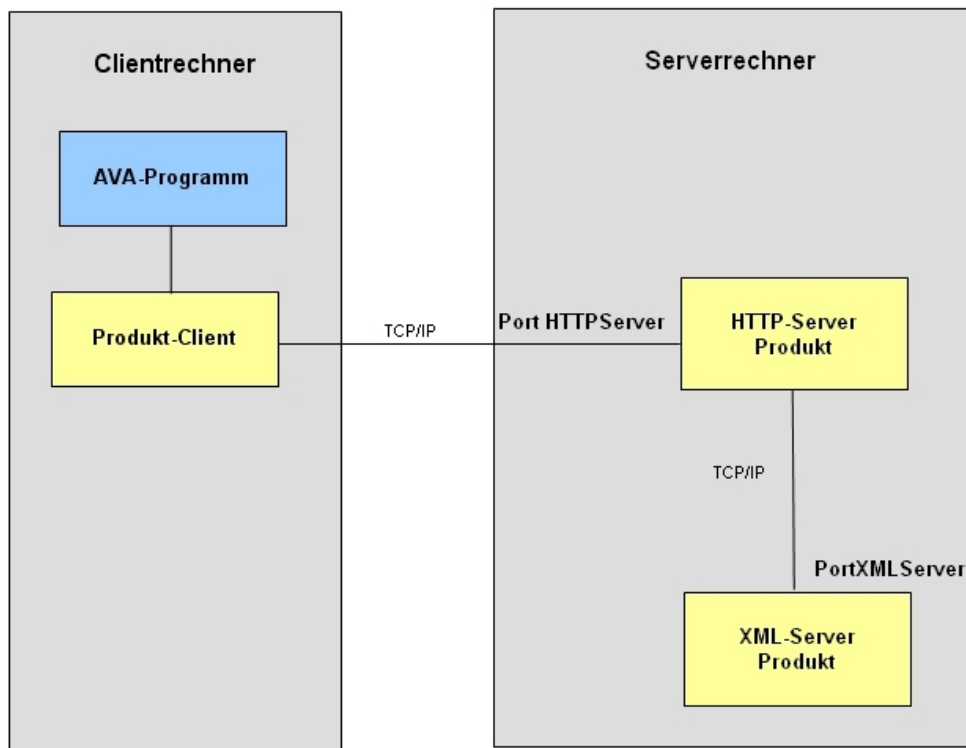 Clientrechner
AVA-Programm
Produkt-Client
TCP/IP
Serverrechner
Port HTTPServer
HTTP-Server
Produkt
TCP/IP
PortXMLServer
XML-Server
Produkt